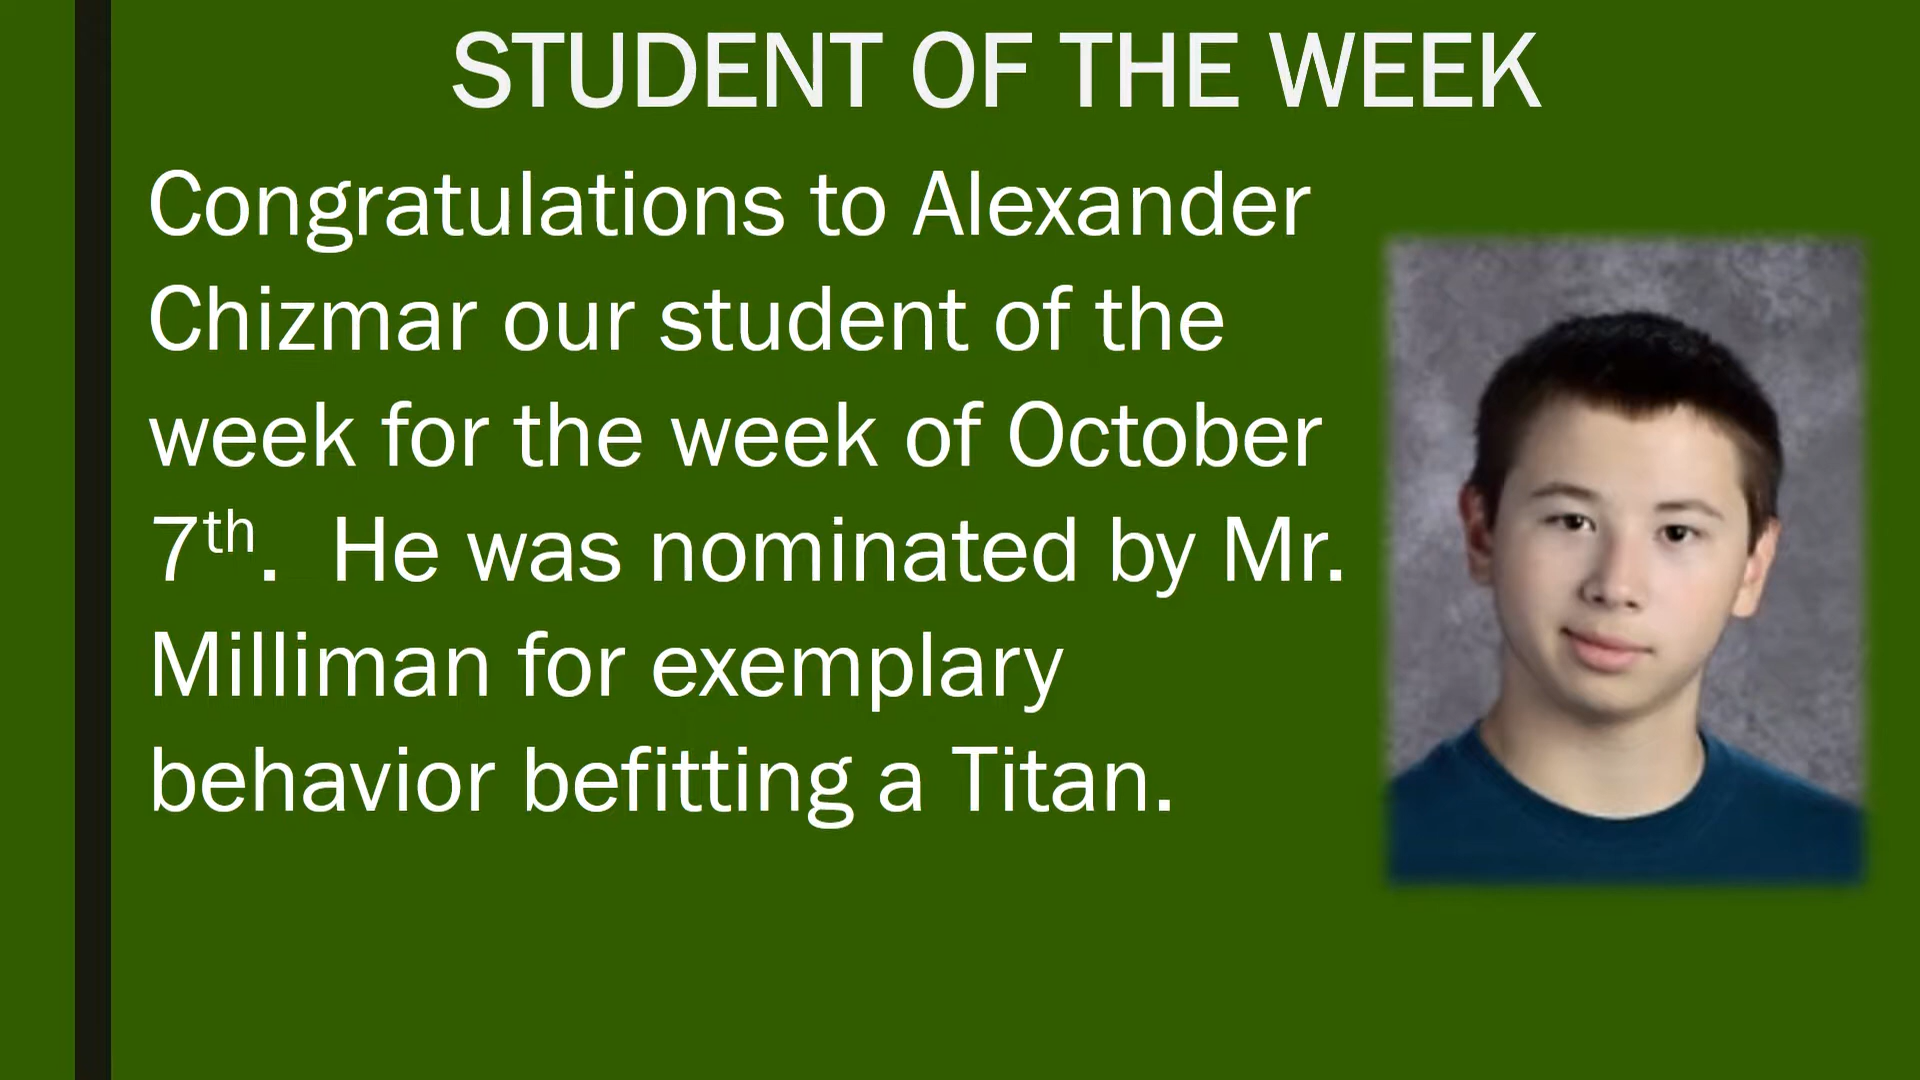 STUDENT OF THE WEEK
Congratulations to Alexander
Chizmar our student of the
week for the week of October
7th.  He was nominated by Mr.
Milliman for exemplary
behavior befitting a Titan.